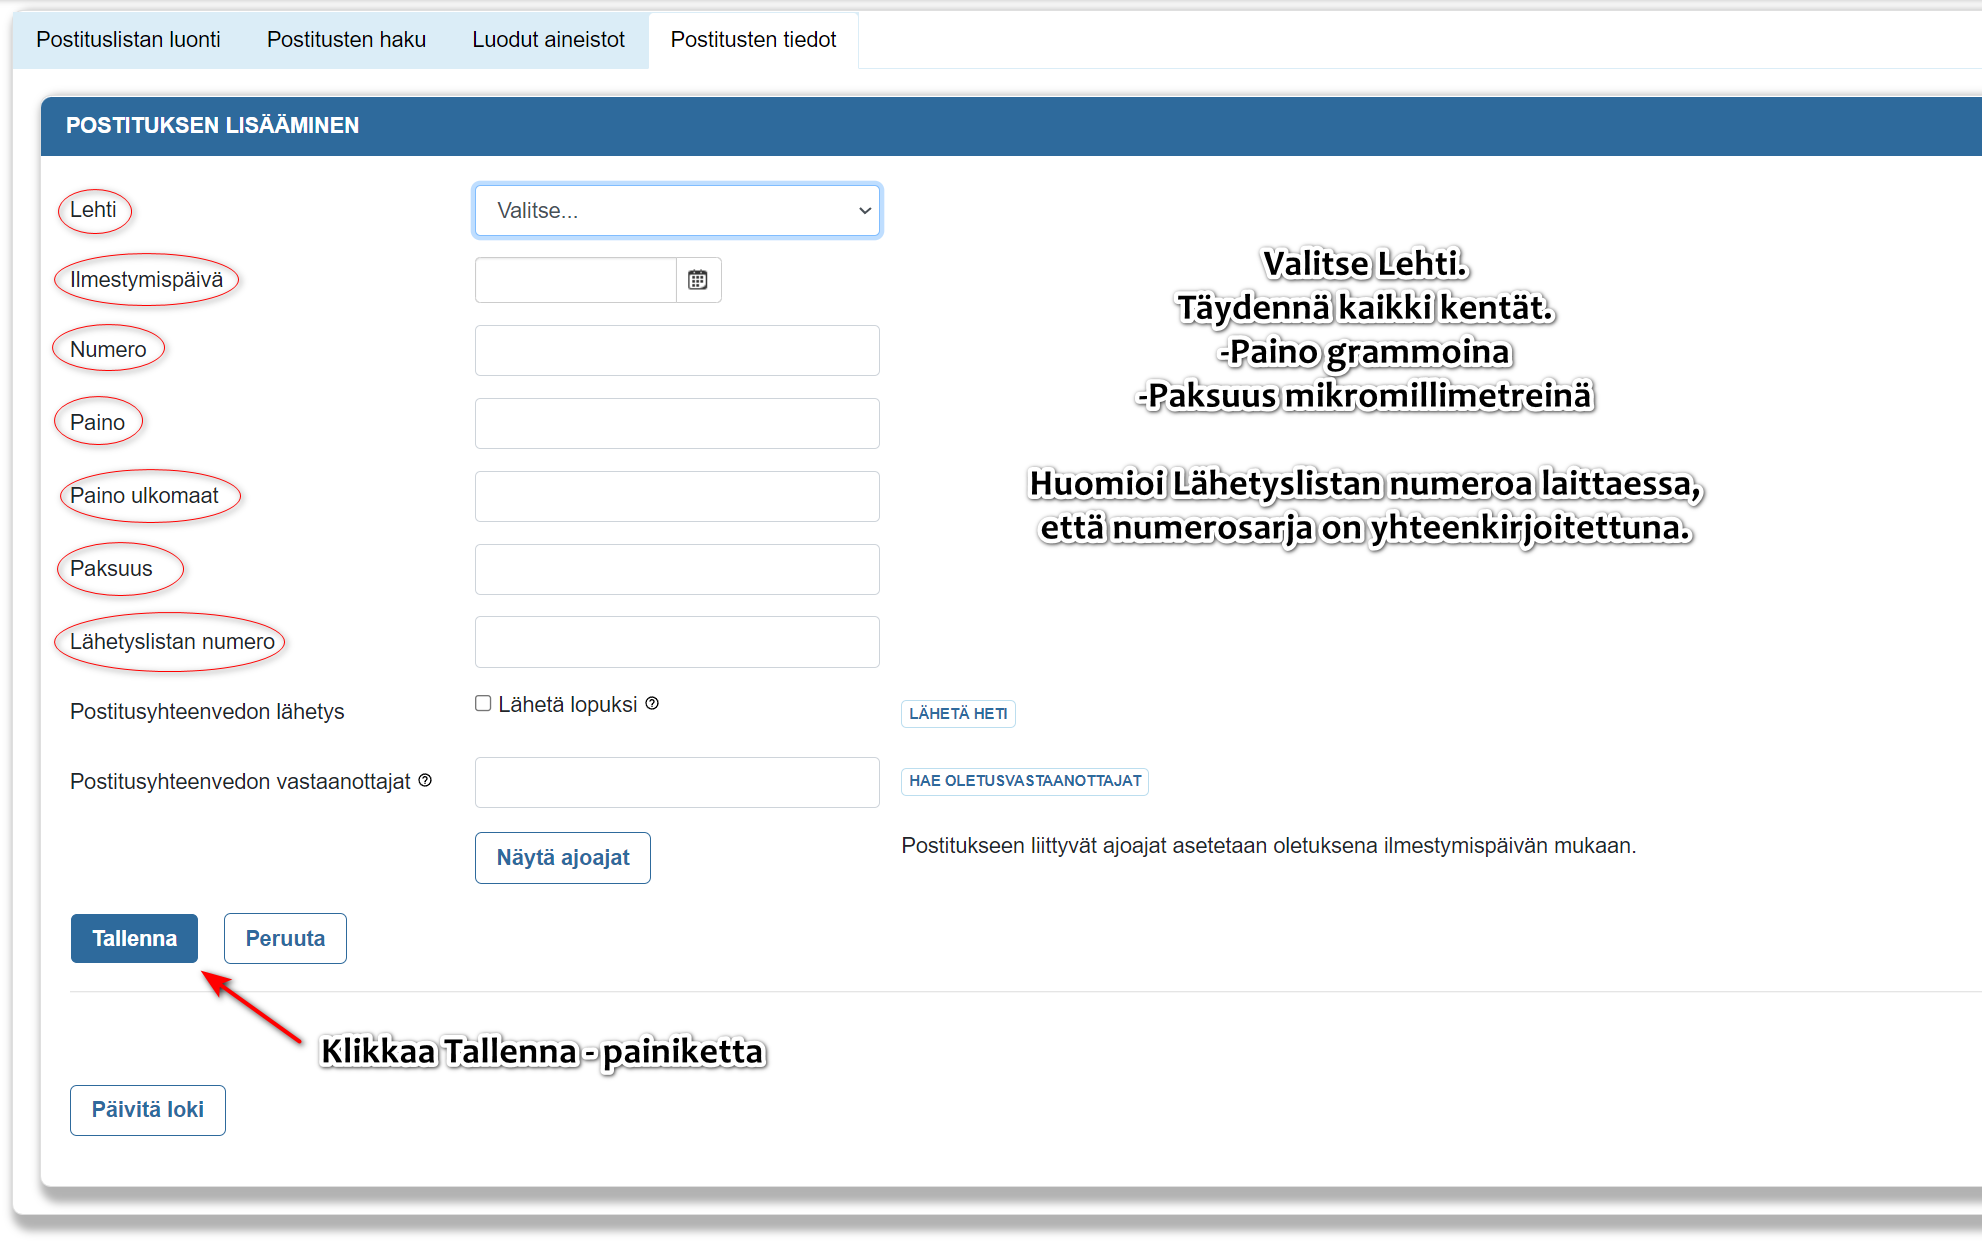 Postituslistan luonti Postitusten haku Luodut aineistot Postitusten tiedot
POSTITUKSEN LISÄÄMINEN
Lehti Valitse...
Ilmestymispäivä
Numero
Paino
Paino ulkomaat
Paksuus
Lähetyslistan numero
Valitse Lehti.
Täydennä kaikki kentät.
-Paino grammoina
-Paksuus mikromillimetreinä
Huomioi Lähetyslistan numeroa laittaessa,
että numerosarja on yhteenkirjoitettuna.
Postitusyhteenvedon lähetys Lähetä lopuksi LÄHETÄ HETI
Postitusyhteenvedon vastaanottajat HAE OLETUSVASTAANOTTAJAT
Näytä ajoajat Postitukseen liittyvät ajoajat asetetaan oletuksena ilmestymispäivän mukaan.
Tallenna Peruuta
Klikkaa Tallenna - painiketta
Päivitä loki